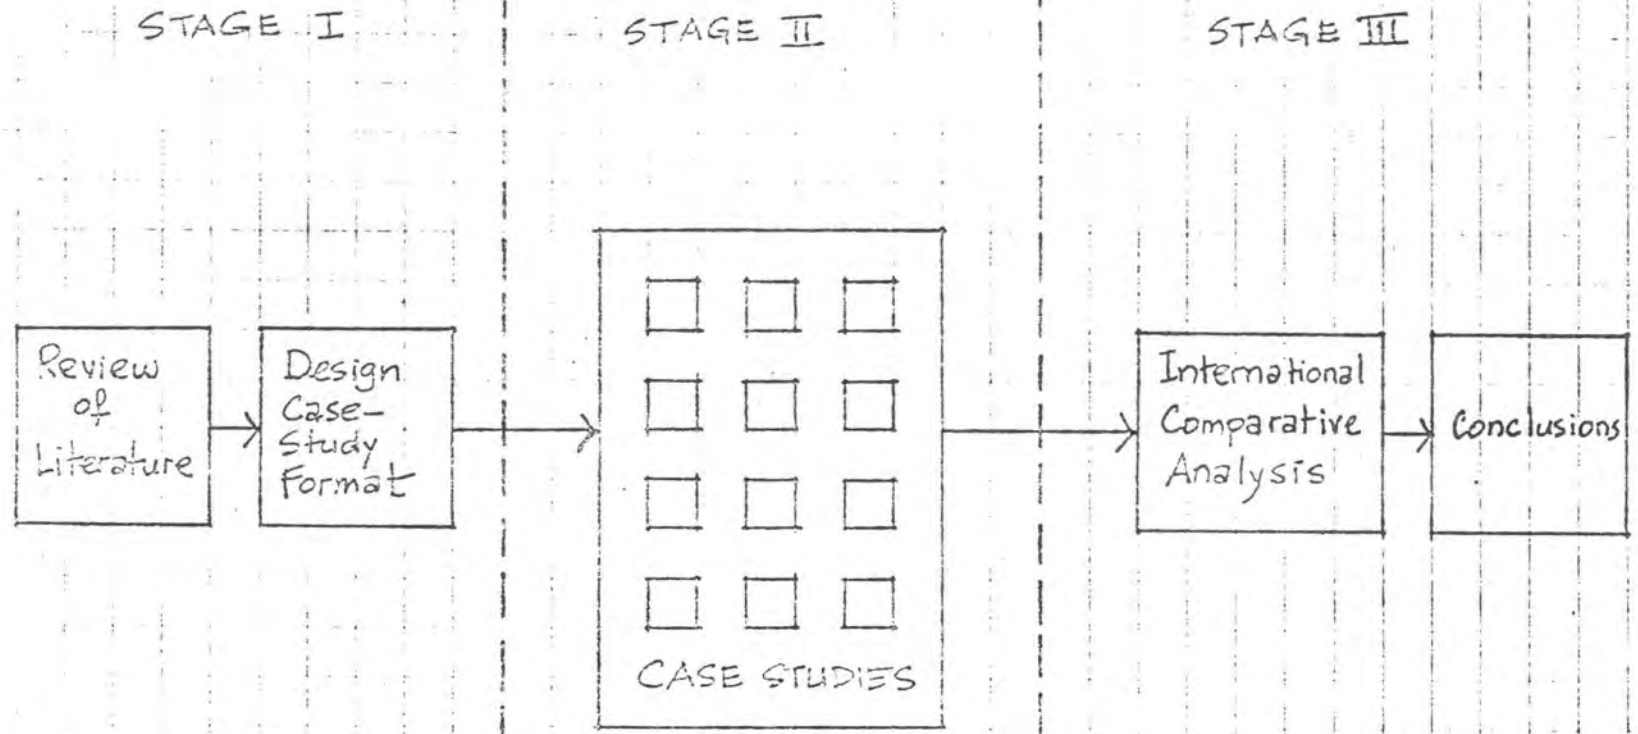 STAGE I
STAGE II
STAGE III
Review
of
Literature
Design
Case-
Study
Format
CASE STUDIES
International
Comparative
Analysis
Conclusions